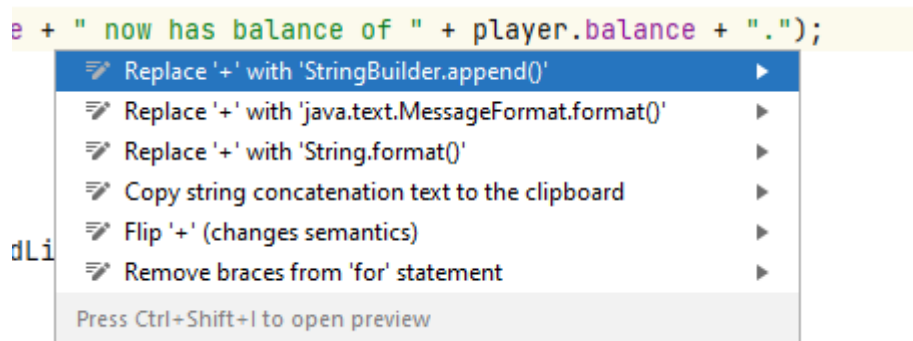 e + " now has balance of " + player.balance + ".");
Replace '+' with 'StringBuilder.append()'
Replace '+' with 'java.text.MessageFormat.format()'
Replace '+' with 'String.format()'
Copy string concatenation text to the clipboard
Flip '+' (changes semantics)
dLi
Remove braces from 'for' statement
Press Ctrl+Shift+I to open preview